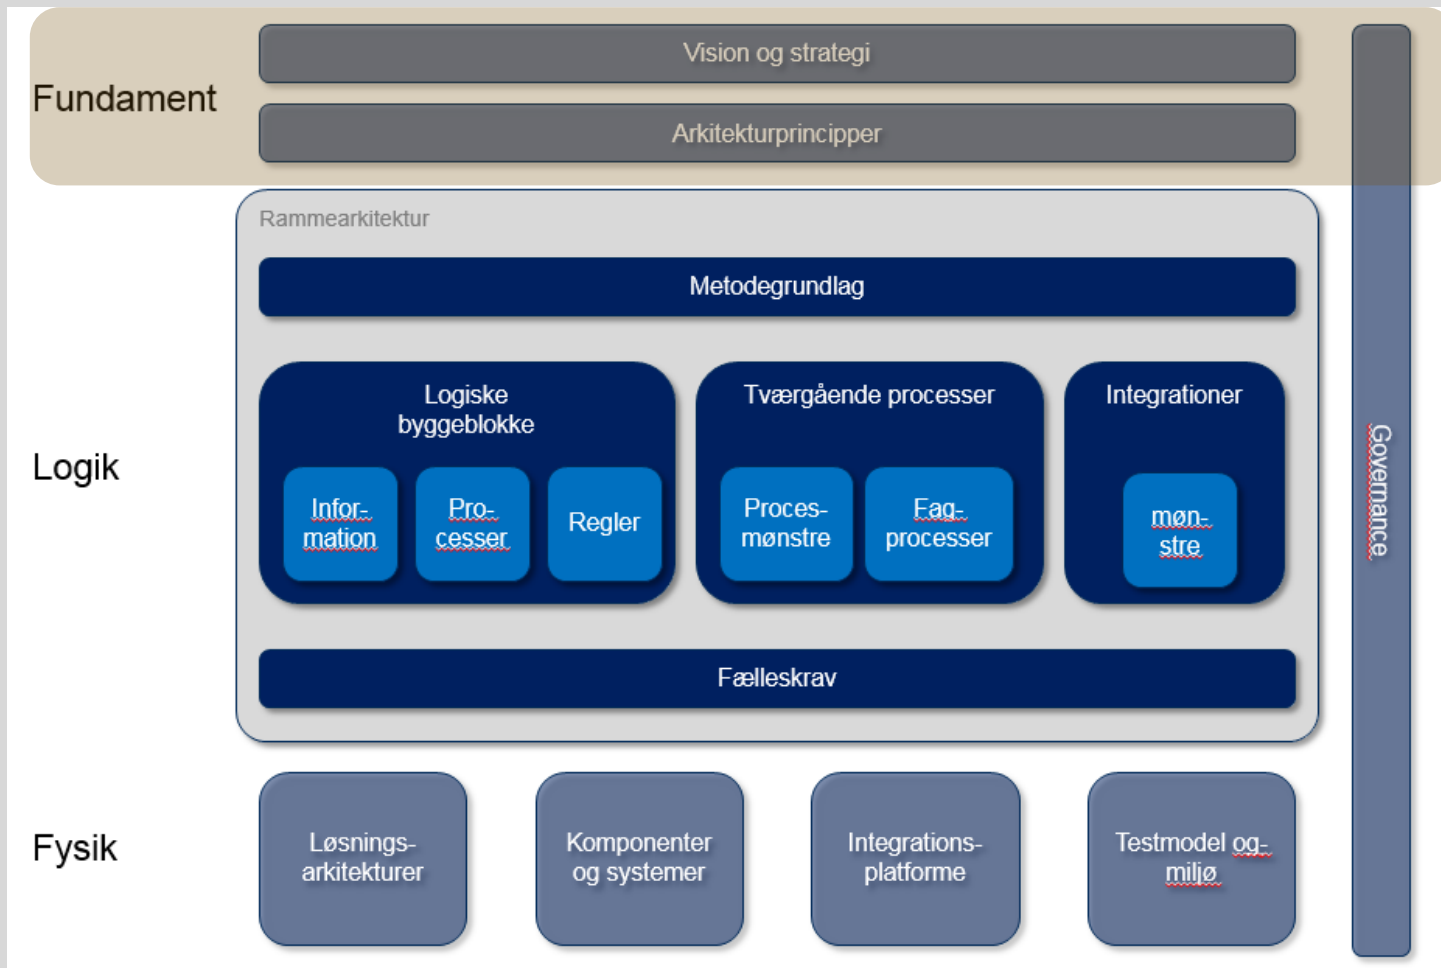 Fundament
Vision og strategi
Arkitekturprincipper
Rammearkitektur
Metodegrundlag
Logik
Logiske
byggeblokke
Infor-
mation
Pro-
cesser
Regler
Tværgående processer
Proces-
mønstre
Fag-
processer
Integrationer
møn-
stre
Fælleskrav
Governance
Fysik
Løsnings-
arkitekturer
Komponenter
og systemer
Integrations-
platforme
Testmodel og-
miljø